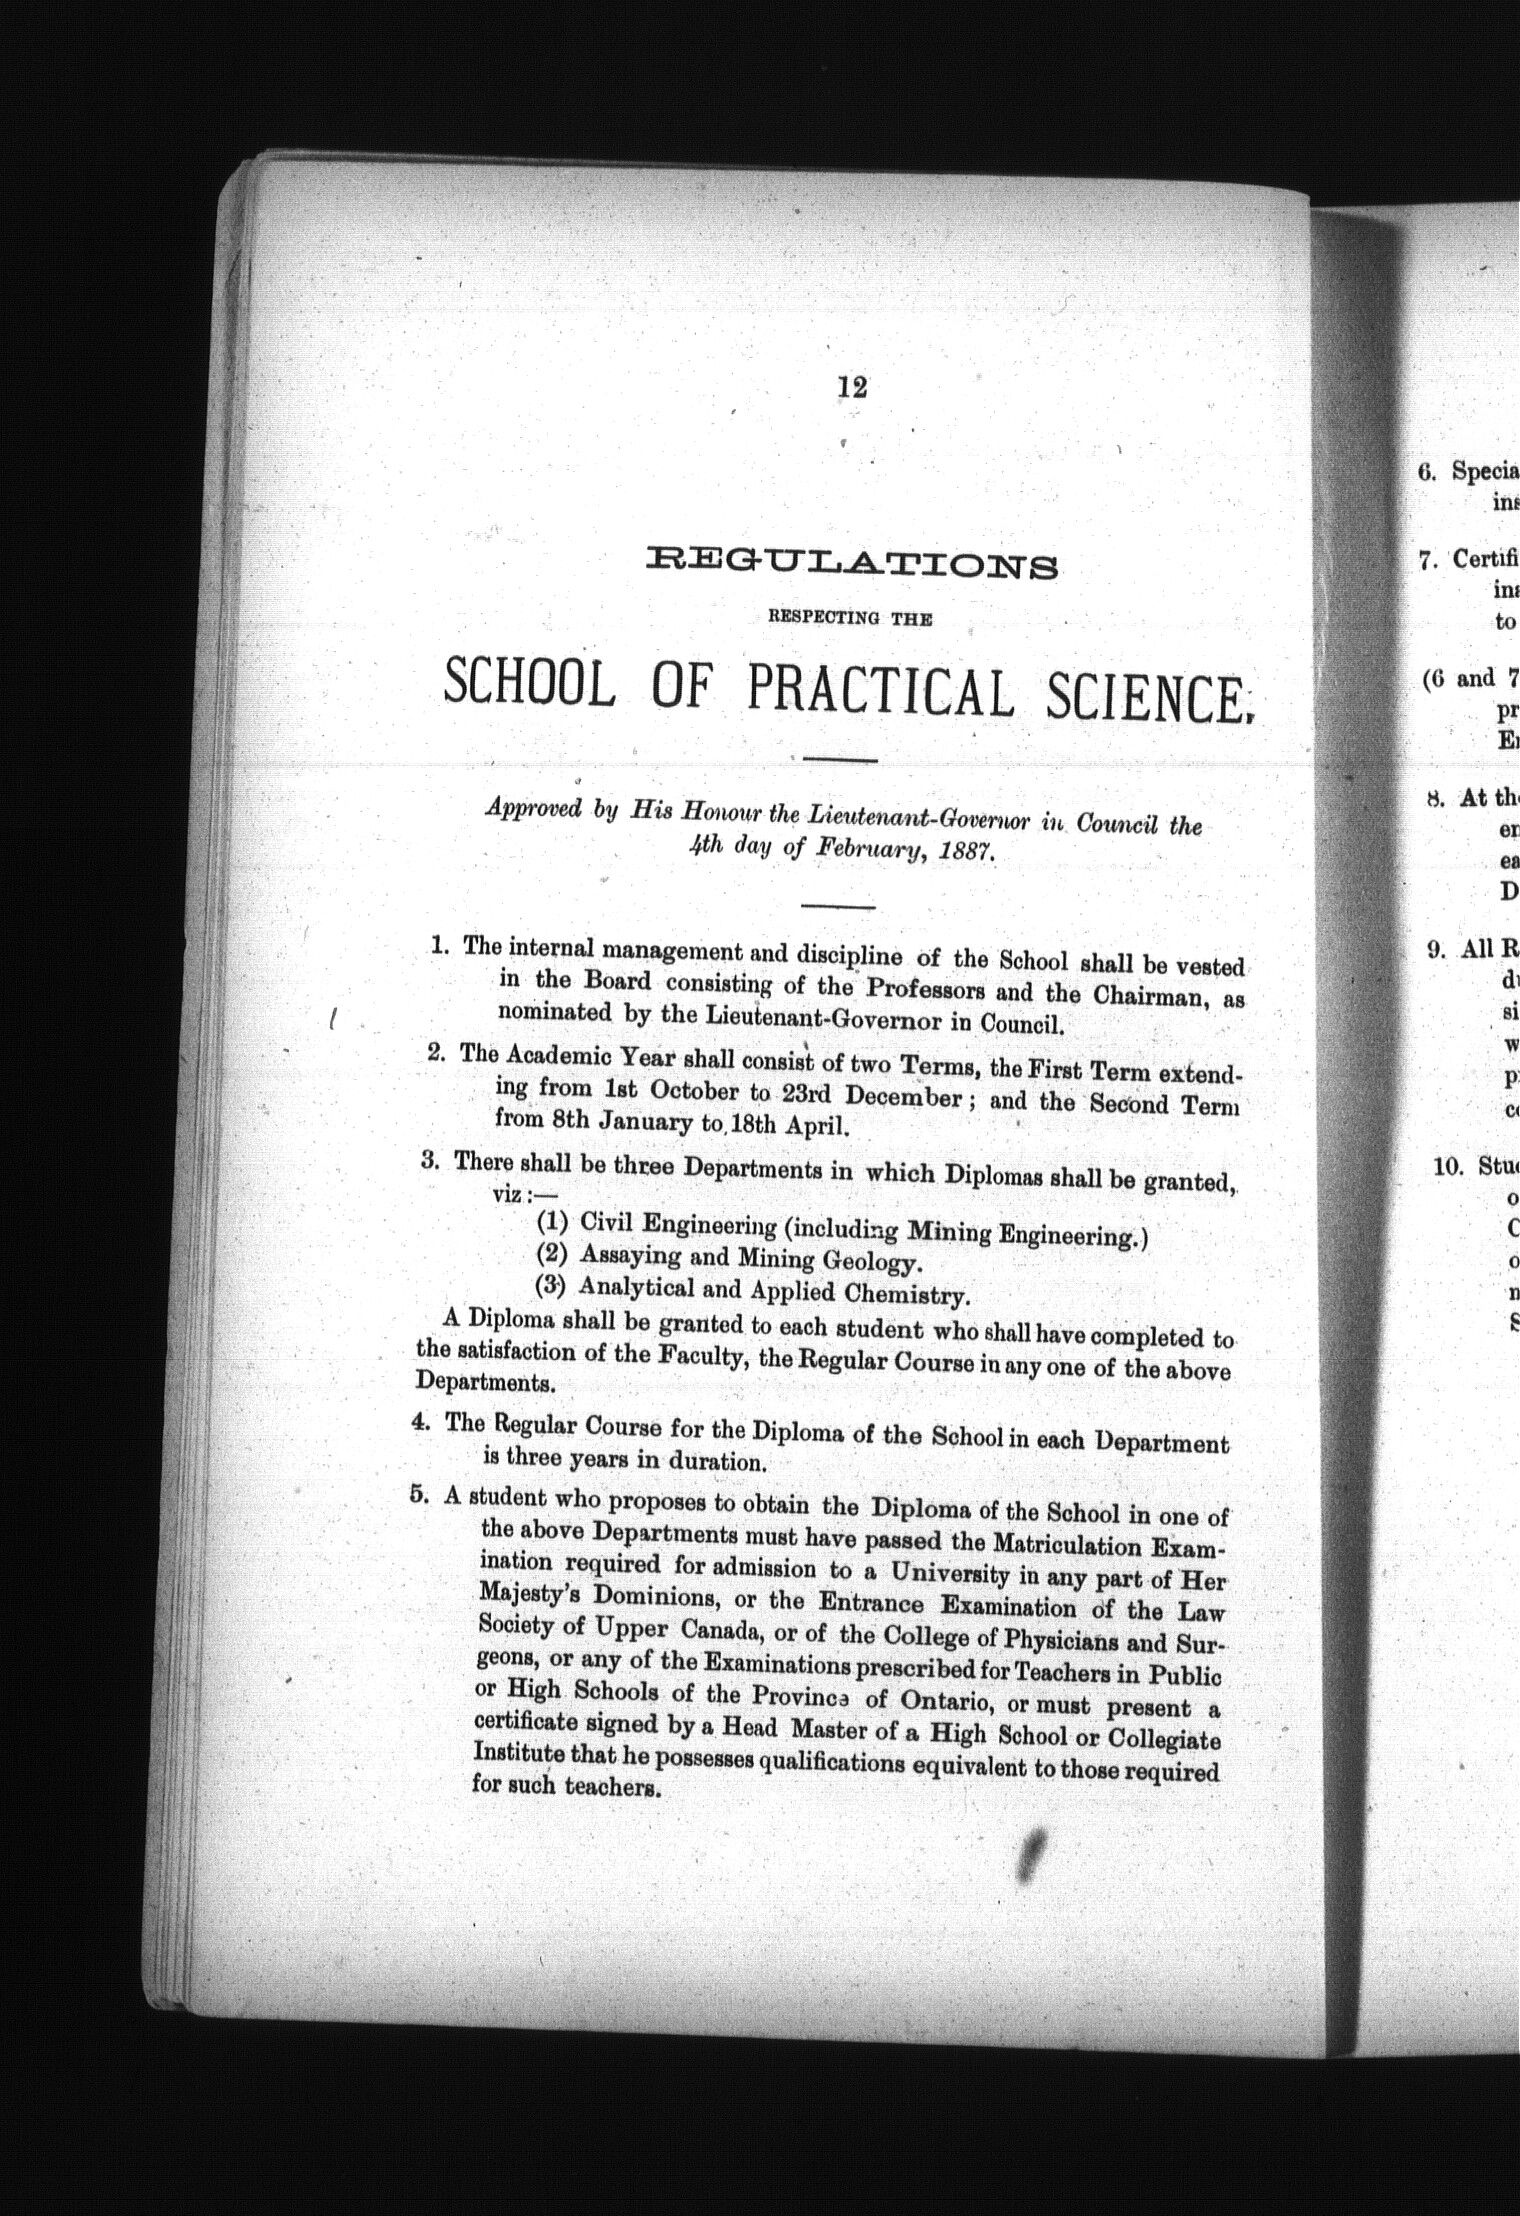 12
REGULATIONS
RESPECTING THE
SCHOOL OF PRACTICAL SCIENCE.
Approved by His Honour the Lieutenant-Governor in Council the
4th day of February, 1887.
1. The internal management and discipline of the School shall be vested
in the Board consisting of the Professors and the Chairman, as
nominated by the Lieutenant-Governor in Council.
2. The Academic Year shall consist of two Terms, the First Term extend-
ing from 1st October to 23rd December; and the Second Term
from 8th January to 18th April.
3. There shall be three Departments in which Diplomas shall be granted,
viz:—
(1) Civil Engineering (including Mining Engineering.)
(2) Assaying and Mining Geology.
(3) Analytical and Applied Chemistry.
A Diploma shall be granted to each student who shall have completed to
the satisfaction of the Faculty, the Regular Course in any one of the above
Departments.
4. The Regular Course for the Diploma of the School in each Department
is three years in duration.
5. A student who proposes to obtain the Diploma of the School in one of
the above Departments must have passed the Matriculation Exam-
ination required for admission to a University in any part of Her
Majesty's Dominions, or the Entrance Examination of the Law
Society of Upper Canada, or of the College of Physicians and Sur-
geons, or any of the Examinations prescribed for Teachers in Public
or High Schools of the Province of Ontario, or must present a
certificate signed by a Head Master of a High School or Collegiate
Institute that he possesses qualifications equivalent to those required
for such teachers.
6.
7.
to
(6 and 7
8. At
9. All
10.